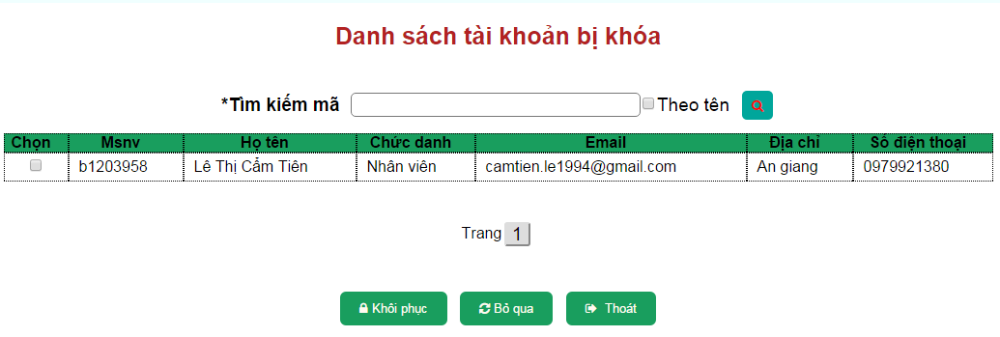 Danh sách tài khoản bị khóa
*Tìm kiếm mã Theo tên
Chọn Msnv Họ tên Chức danh Email Địa chỉ Số điện thoại
b1203958 Lê Thị Cẩm Tiên Nhân viên camtien.le1994@gmail.com An giang 0979921380
Trang 1
Khôi phục Bỏ qua Thoát